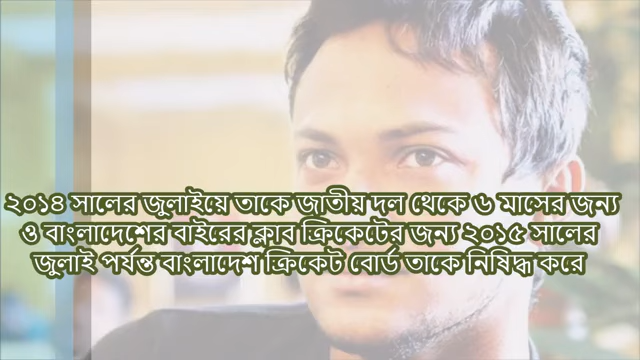 ২০১৪ সালের জুলাইয়ে তাকে জাতীয় দল থেকে ৬ মাসের জন্য
ও বাংলাদেশের বাইরের ক্লাব ক্রিকেটের জন্য ২০১৫ সালের
জুলাই পর্যন্ত বাংলাদেশ ক্রিকেট বোর্ড তাকে নিষিদ্ধ করে